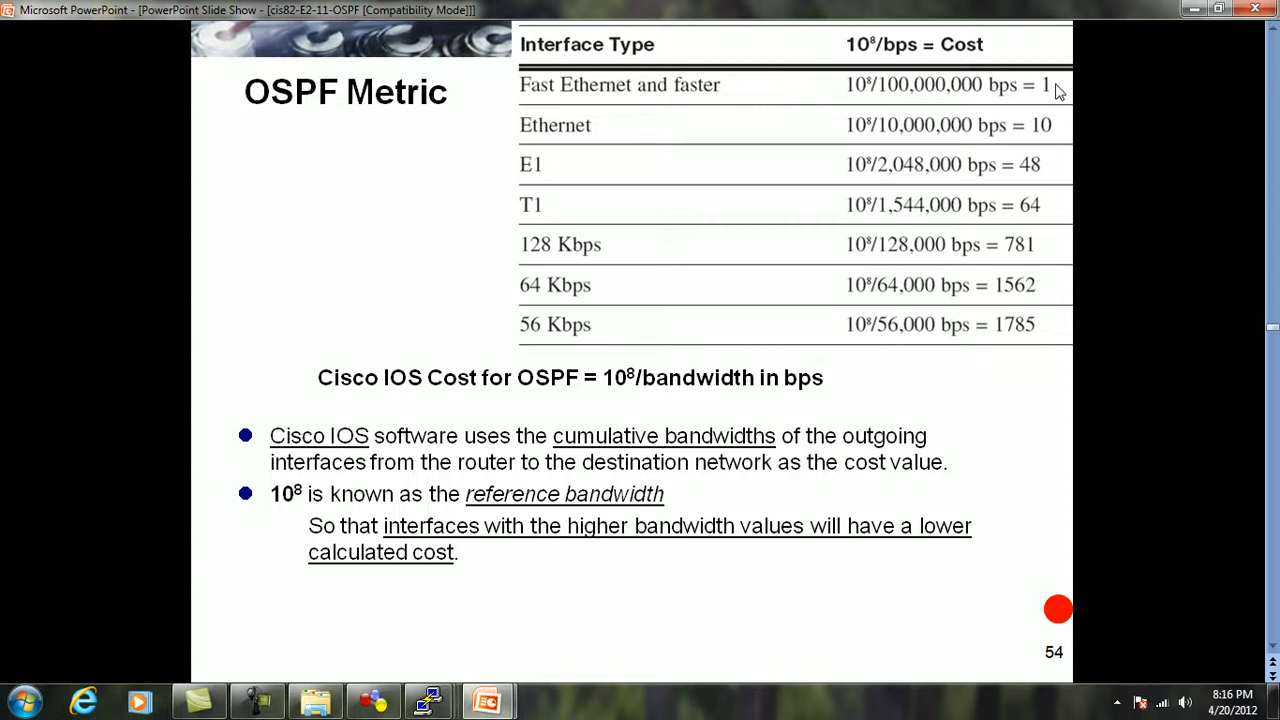 Microsoft PowerPoint - [PowerPoint Slide Show - [cis82-E2-11-OSPF [Compatibility Mode]]]
Interface Type 10⁸/bps = Cost
OSPF Metric
Fast Ethernet and faster 10⁸/100,000,000 bps = 1
Ethernet 10⁸/10,000,000 bps = 10
E1 10⁸/2,048,000 bps = 48
T1 10⁸/1,544,000 bps = 64
128 Kbps 10⁸/128,000 bps = 781
64 Kbps 10⁸/64,000 bps = 1562
56 Kbps 10⁸/56,000 bps = 1785
Cisco IOS Cost for OSPF = 10⁸/bandwidth in bps
Cisco IOS software uses the cumulative bandwidths of the outgoing
interfaces from the router to the destination network as the cost value.
10⁸ is known as the reference bandwidth
So that interfaces with the higher bandwidth values will have a lower
calculated cost.
54
8:16 PM
4/20/2012